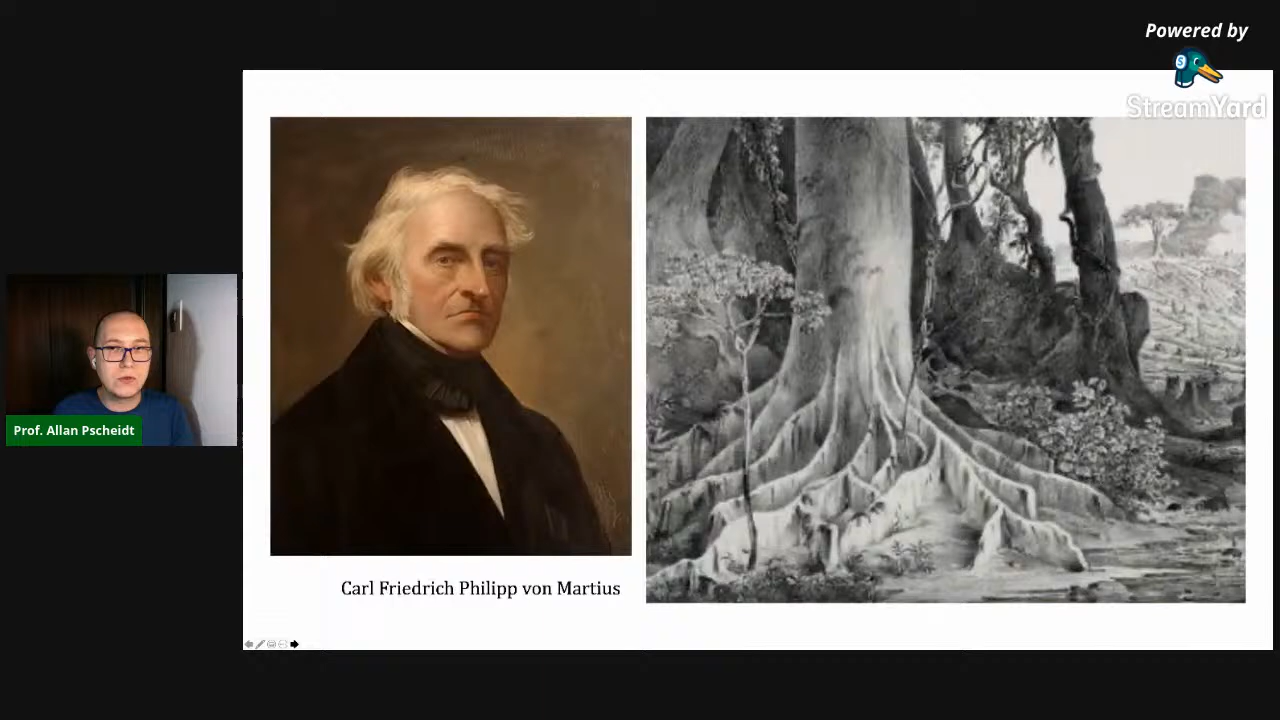 Powered by
StreamYard
Prof. Allan Pscheidt
Carl Friedrich Philipp von Martius